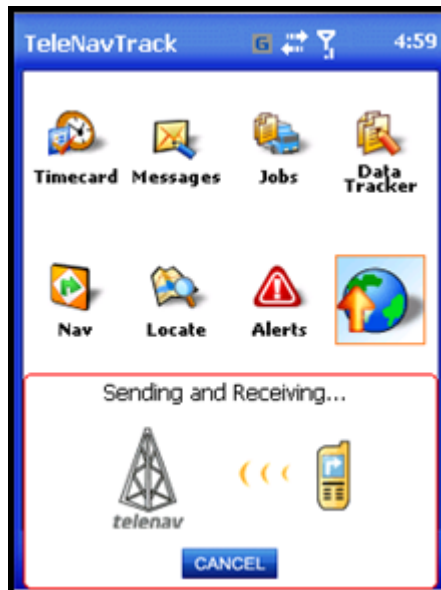 TeleNavTrack G 4:59
Timecard Messages Jobs Data Tracker
Nav Locate Alerts
Sending and Receiving...
telenav
CANCEL